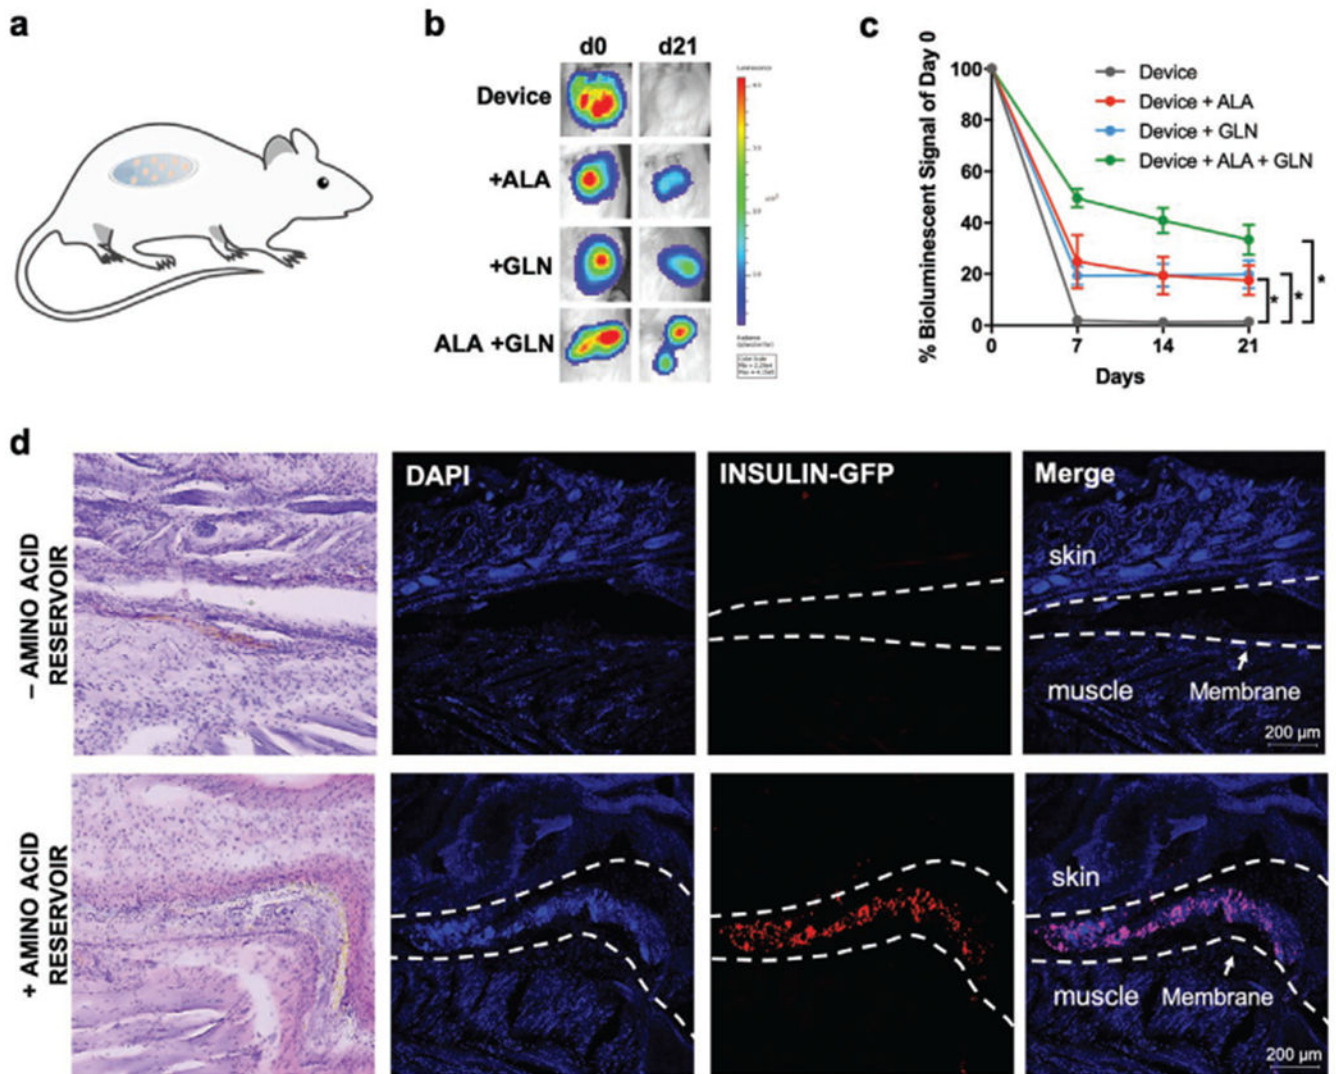 a
b
d0 d21
Device
+ALA
+GLN
ALA +GLN
Luminescence
c
% Bioluminescent Signal of Day 0
100
80
60
40
20
0
0 7 14 21
Days
Device
Device + ALA
Device + GLN
Device + ALA + GLN
*
*
*
d
– AMINO ACID
RESERVOIR
DAPI
INSULIN-GFP
Merge
skin
muscle
Membrane
200 µm
+ AMINO ACID
RESERVOIR
skin
muscle
Membrane
200 µm